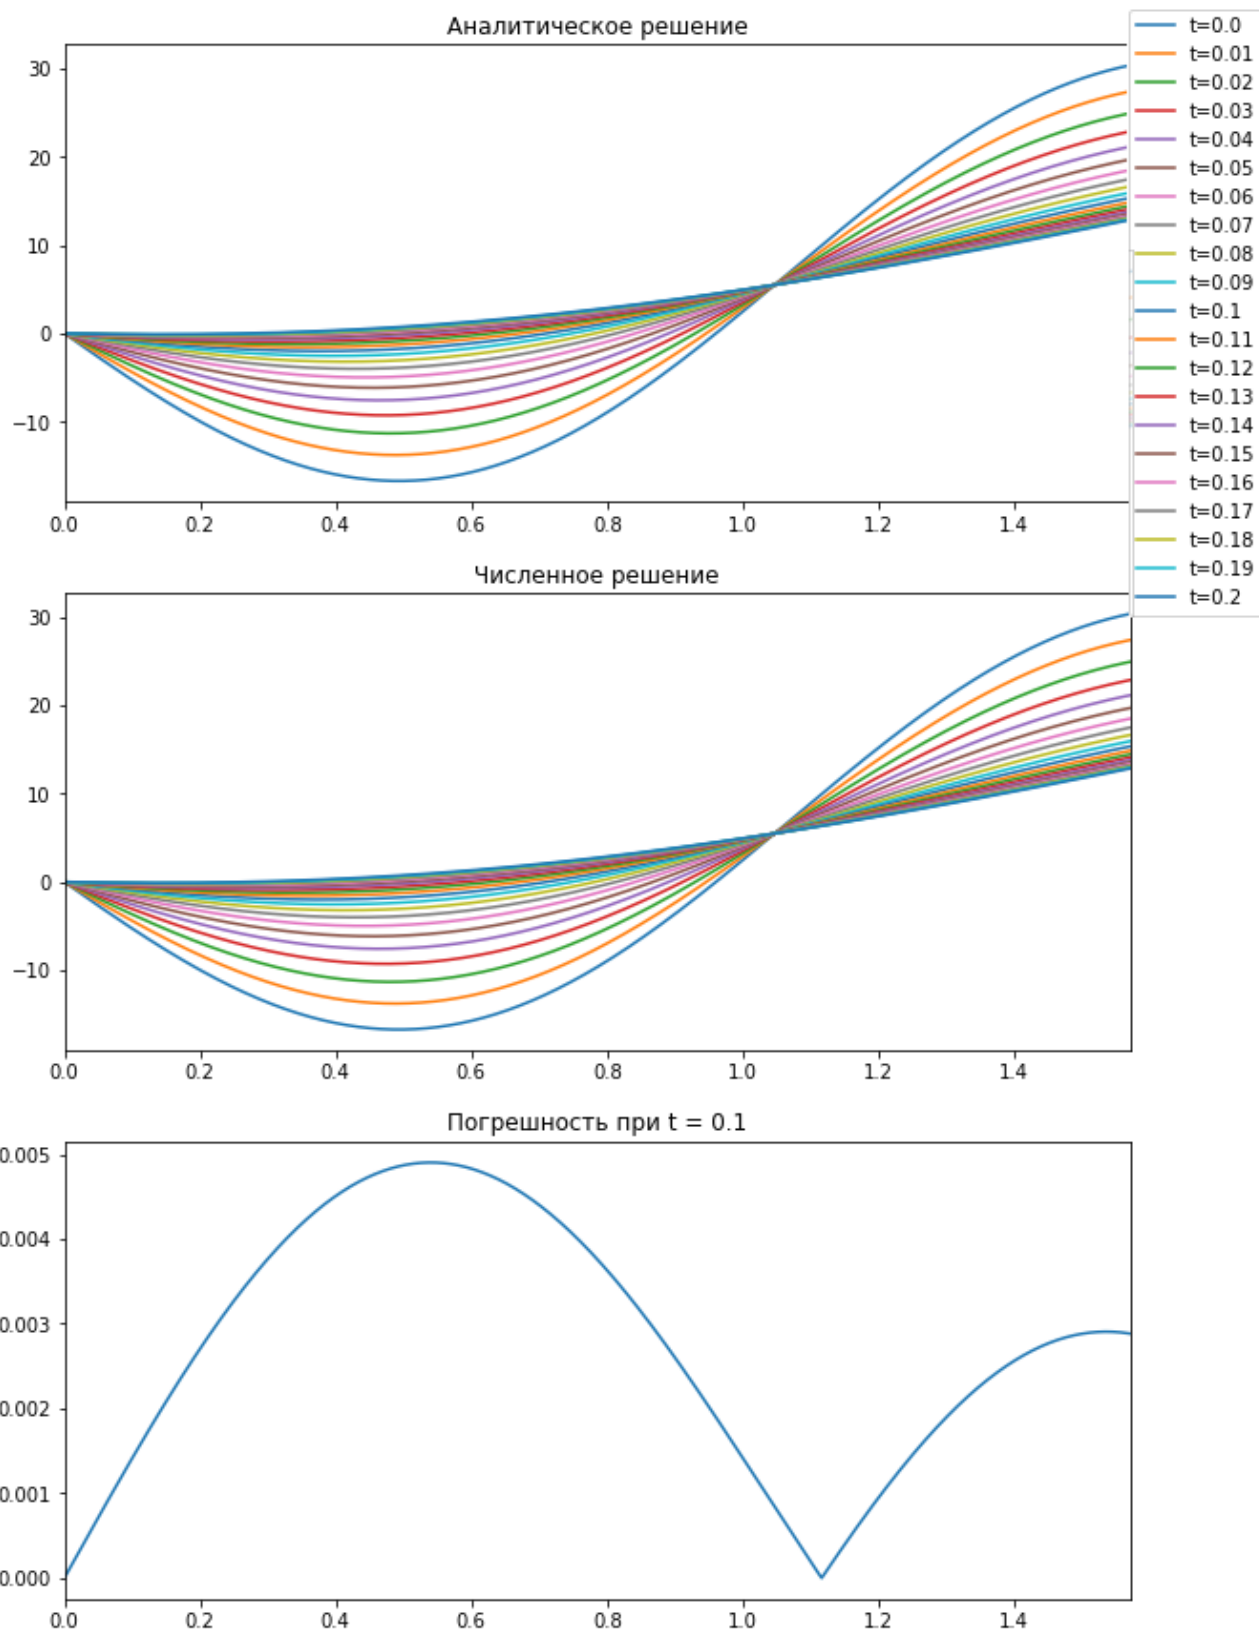 Аналитическое решение
30
20
10
0
−10
0.0 0.2 0.4 0.6 0.8 1.0 1.2 1.4
t=0.0
t=0.01
t=0.02
t=0.03
t=0.04
t=0.05
t=0.06
t=0.07
t=0.08
t=0.09
t=0.1
t=0.11
t=0.12
t=0.13
t=0.14
t=0.15
t=0.16
t=0.17
t=0.18
t=0.19
t=0.2
Численное решение
30
20
10
0
−10
0.0 0.2 0.4 0.6 0.8 1.0 1.2 1.4
Погрешность при t = 0.1
0.005
0.004
0.003
0.002
0.001
0.000
0.0 0.2 0.4 0.6 0.8 1.0 1.2 1.4